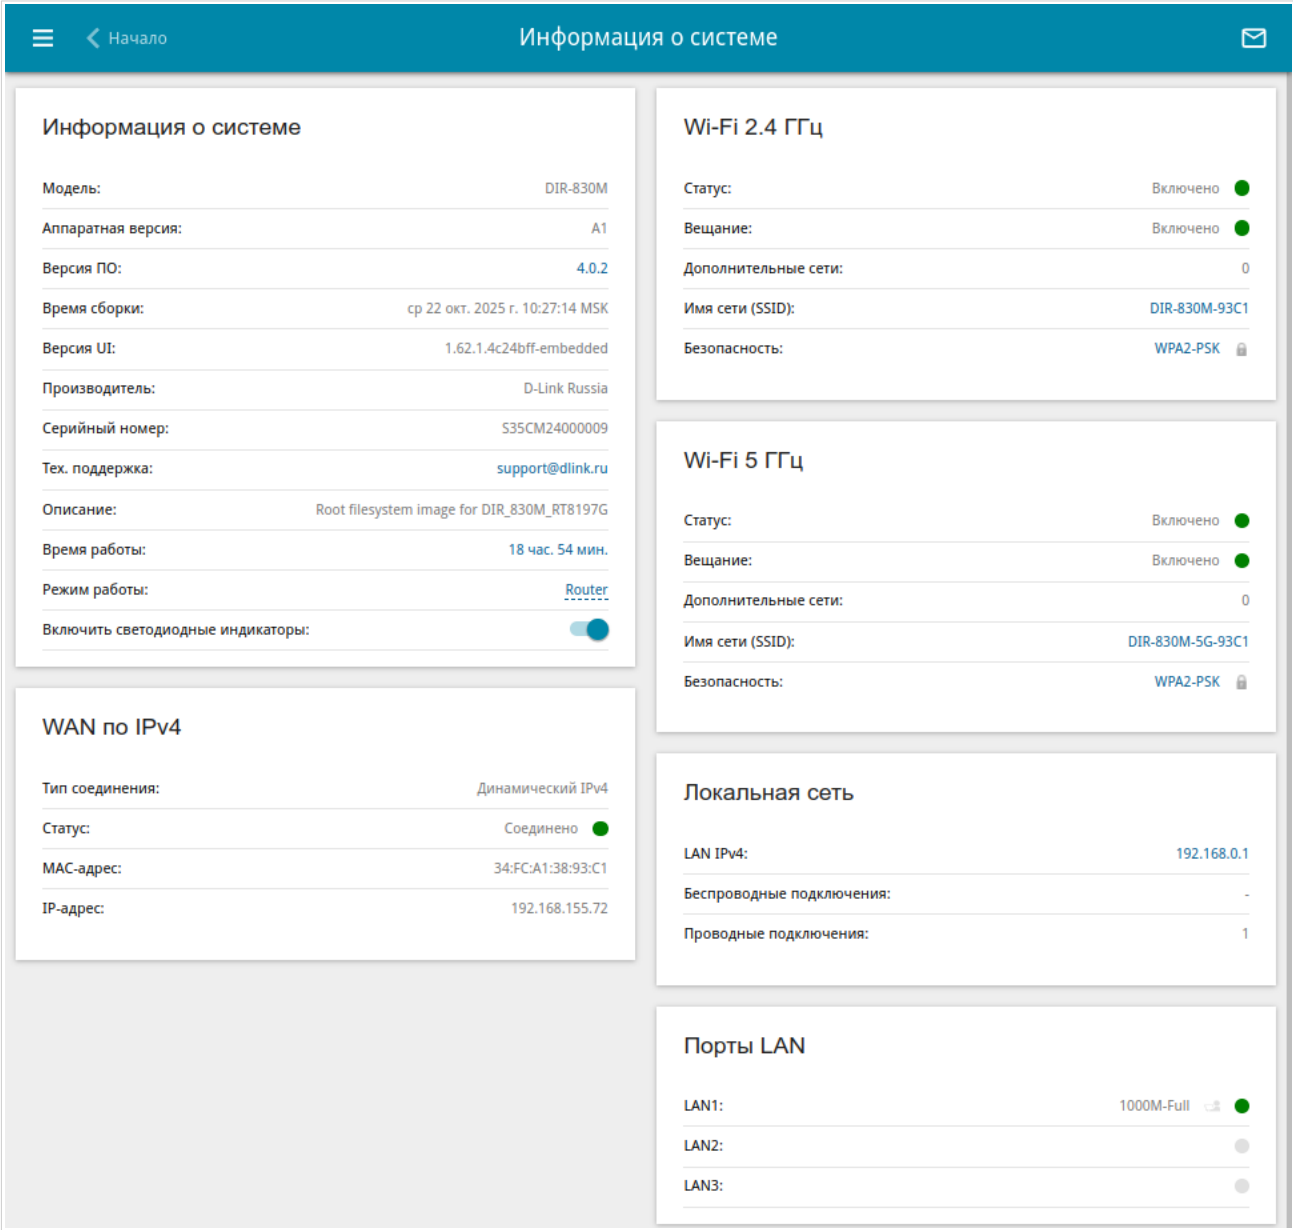 Начало
Информация о системе
Информация о системе
Модель: DIR-830M
Аппаратная версия: A1
Версия ПО: 4.0.2
Время сборки: ср 22 окт. 2025 г. 10:27:14 MSK
Версия UI: 1.62.1.4c24bff-embedded
Производитель: D-Link Russia
Серийный номер: S35CM24000009
Тех. поддержка: support@dlink.ru
Описание: Root filesystem image for DIR_830M_RT8197G
Время работы: 18 час. 54 мин.
Режим работы: Router
Включить светодиодные индикаторы:
WAN по IPv4
Тип соединения: Динамический IPv4
Статус: Соединено
MAC-адрес: 34:FC:A1:38:93:C1
IP-адрес: 192.168.155.72
Wi-Fi 2.4 ГГц
Статус: Включено
Вещание: Включено
Дополнительные сети: 0
Имя сети (SSID): DIR-830M-93C1
Безопасность: WPA2-PSK
Wi-Fi 5 ГГц
Статус: Включено
Вещание: Включено
Дополнительные сети: 0
Имя сети (SSID): DIR-830M-5G-93C1
Безопасность: WPA2-PSK
Локальная сеть
LAN IPv4: 192.168.0.1
Беспроводные подключения: -
Проводные подключения: 1
Порты LAN
LAN1: 1000M-Full
LAN2:
LAN3: